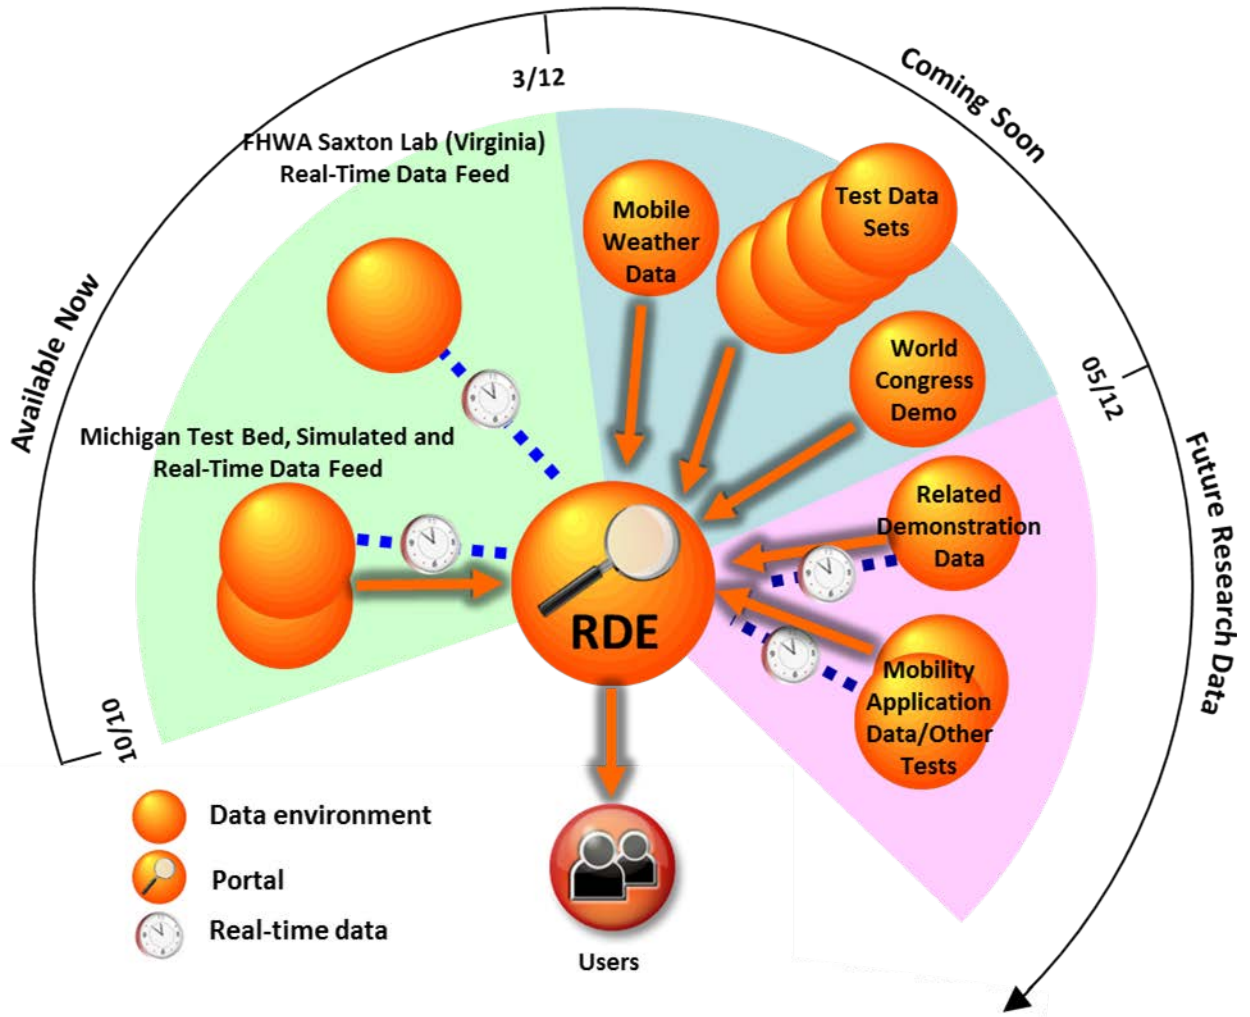 3/12
Coming Soon
FHWA Saxton Lab (Virginia)
Real-Time Data Feed
Mobile
Weather
Data
Test Data
Sets
Available Now
World
Congress
Demo
05/12
Michigan Test Bed, Simulated and
Real-Time Data Feed
Related
Demonstration
Data
Future Research Data
RDE
Mobility
Application
Data/Other
Tests
10/10
Data environment
Portal
Real-time data
Users